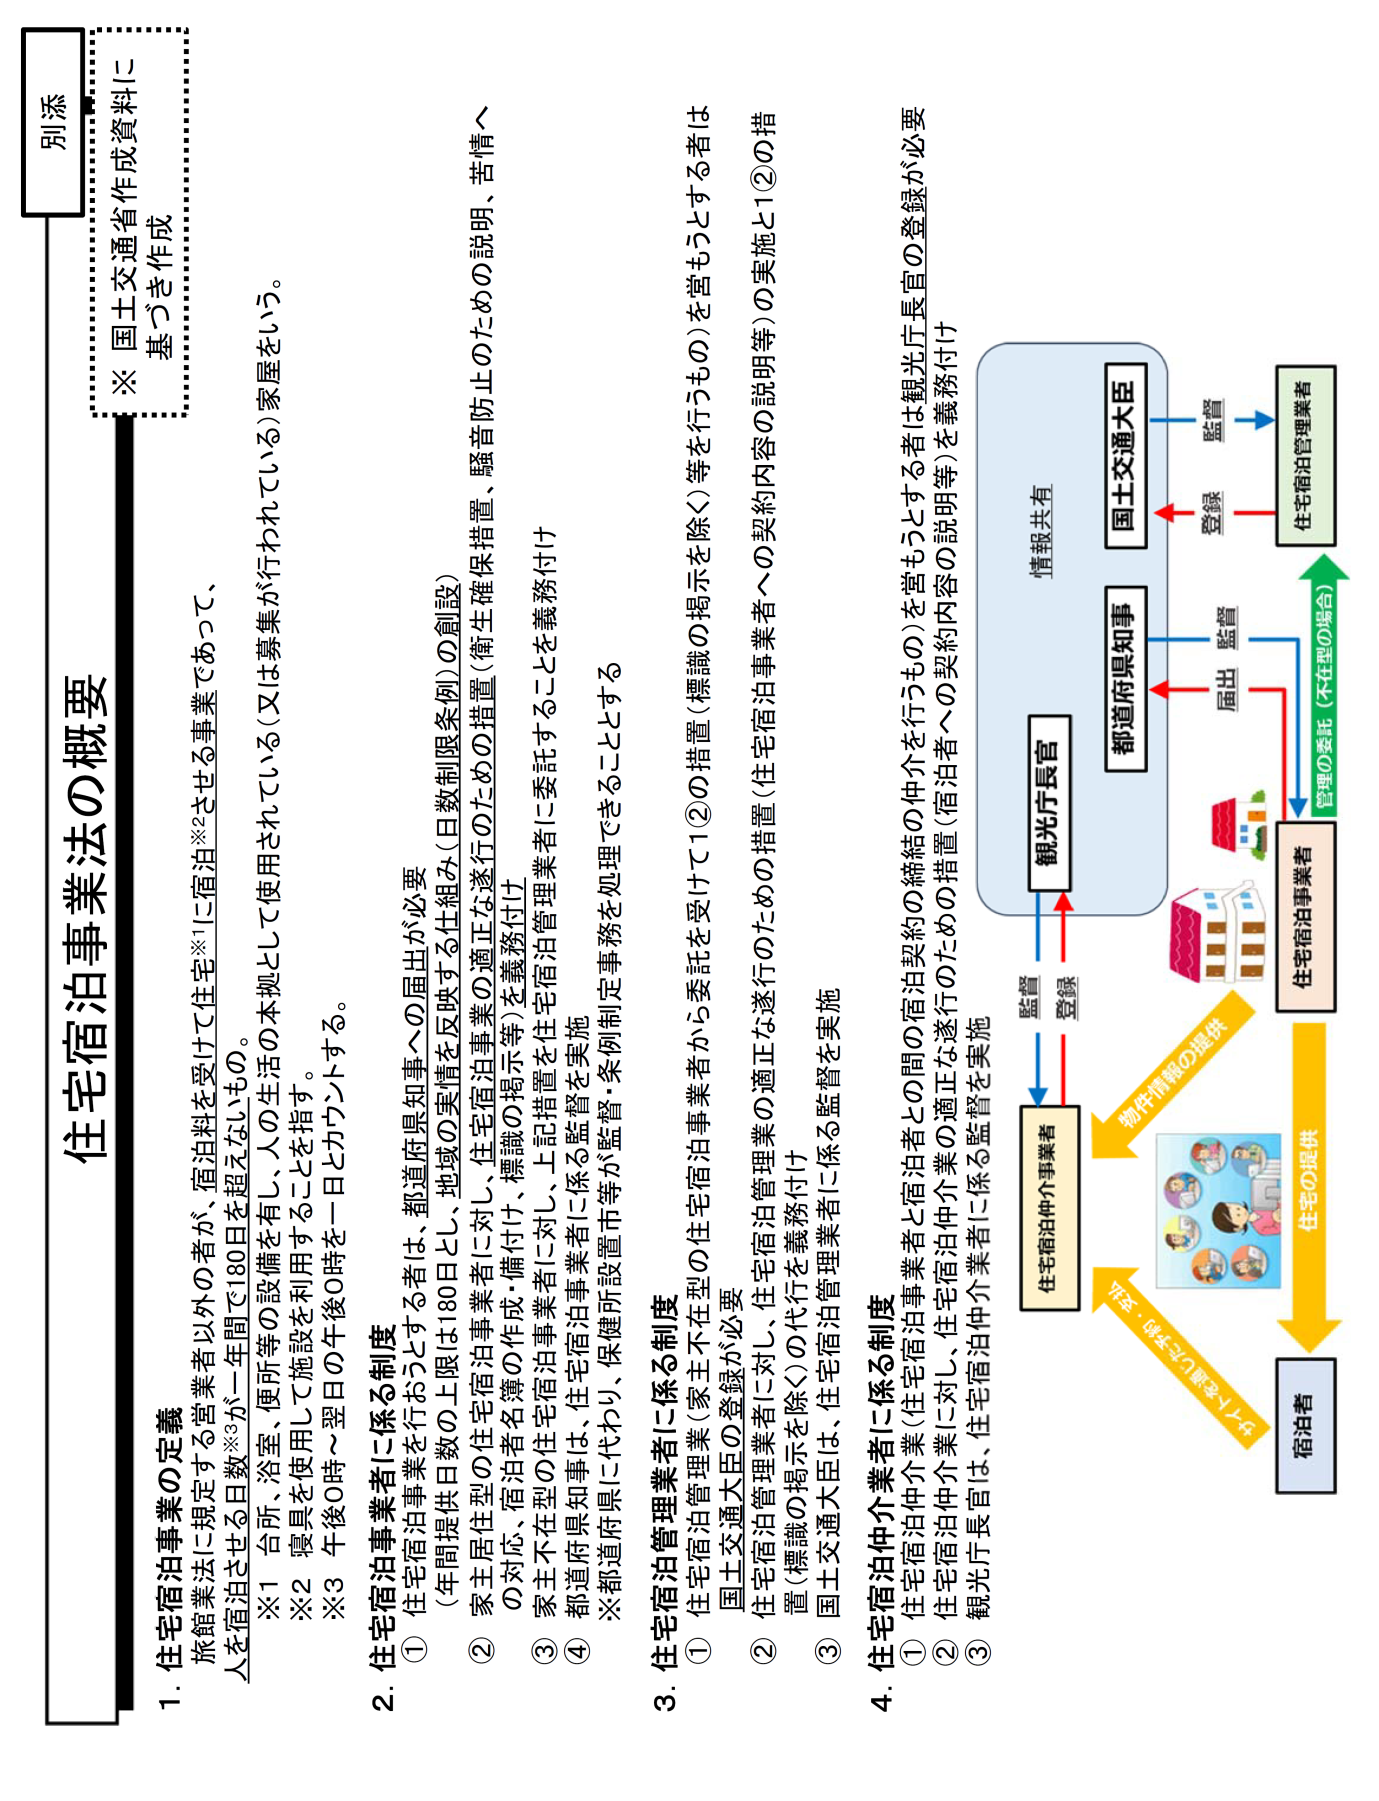 別添
住宅宿泊事業法の概要
※ 国土交通省作成資料に
基づき作成
1. 住宅宿泊事業の定義
旅館業法に規定する営業者以外の者が、宿泊料を受けて住宅※1に宿泊※2させる事業であって、
人を宿泊させる日数※3が一年間で180日を超えないもの。
※1 台所、浴室、便所等の設備を有し、人の生活の本拠として使用されている（又は募集が行われている）家屋をいう。
※2 寝具を使用して施設を利用することを指す。
※3 午後0時～翌日の午後0時を一日とカウントする。
2. 住宅宿泊事業者に係る制度
① 住宅宿泊事業を行おうとする者は、都道府県知事への届出が必要
（年間提供日数の上限は180日とし、地域の実情を反映する仕組み（日数制限条例）の創設）
② 家主居住型の住宅宿泊事業者に対し、住宅宿泊事業の適正な遂行のための措置（衛生確保措置、騒音防止のための説明、苦情へ
の対応、宿泊者名簿の作成・備付け、標識の掲示等）を義務付け
③ 家主不在型の住宅宿泊事業者に対し、上記措置を住宅宿泊管理業者に委託することを義務付け
④ 都道府県知事は、住宅宿泊事業者に係る監督を実施
※都道府県に代わり、保健所設置市等が監督・条例制定事務を処理できることとする
3. 住宅宿泊管理業者に係る制度
① 住宅宿泊管理業（家主不在型の住宅宿泊事業者から委託を受けて1②の措置（標識の掲示を除く）等を行うもの）を営もうとする者は
国土交通大臣の登録が必要
② 住宅宿泊管理業者に対し、住宅宿泊管理業の適正な遂行のための措置（住宅宿泊事業者への契約内容の説明等）の実施と1②の措
置（標識の掲示を除く）の代行を義務付け
③ 国土交通大臣は、住宅宿泊管理業者に係る監督を実施
4. 住宅宿泊仲介業者に係る制度
① 住宅宿泊仲介業（住宅宿泊事業者と宿泊者との間の宿泊契約の締結の仲介を行うもの）を営もうとする者は観光庁長官の登録が必要
② 住宅宿泊仲介業に対し、住宅宿泊仲介業の適正な遂行のための措置（宿泊者への契約内容の説明等）を義務付け
③ 観光庁長官は、住宅宿泊仲介業者に係る監督を実施
情報共有
観光庁長官
都道府県知事
国土交通大臣
監督
登録
届出
監督
登録
監督
住宅宿泊仲介事業者
物件情報の提供
サイトを通じた予約・支払
宿泊者
住宅の提供
住宅宿泊事業者
管理の委託（不在型の場合）
住宅宿泊管理業者